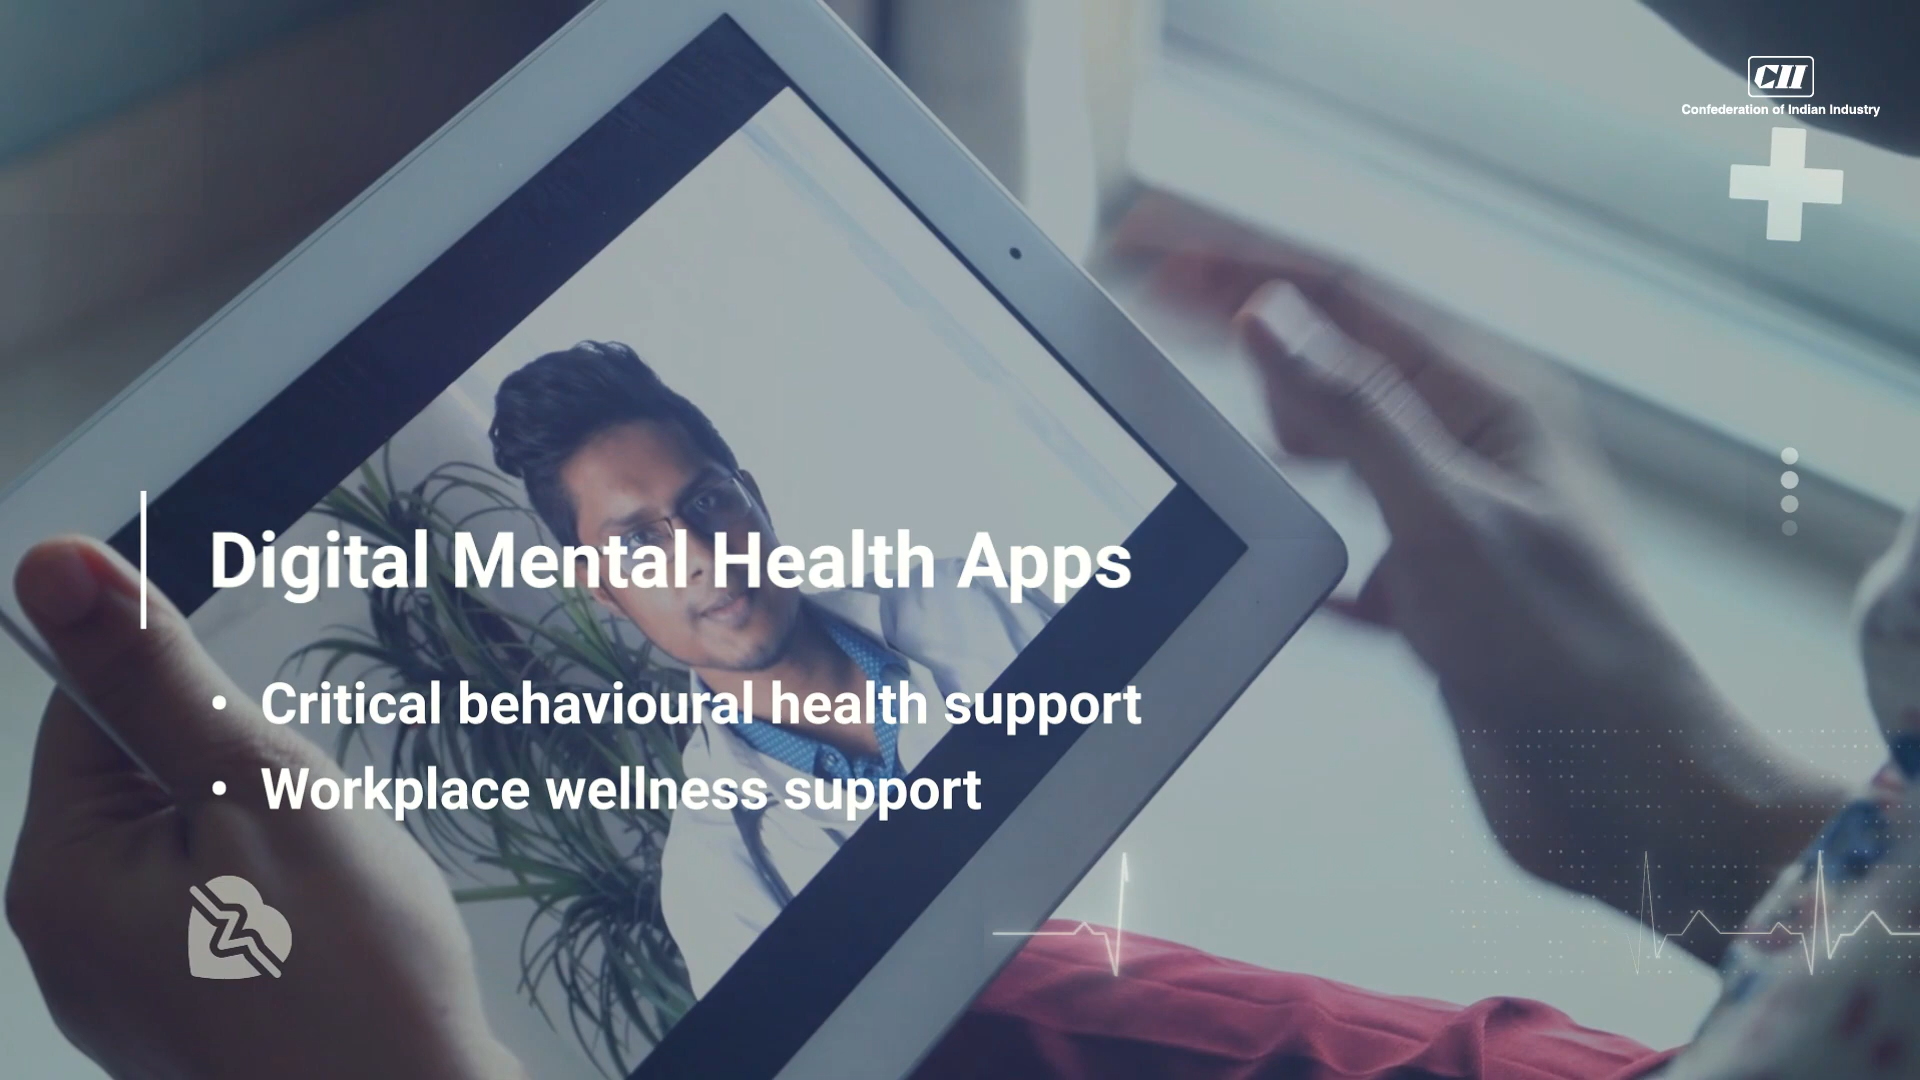 CII
Confederation of Indian Industry
Digital Mental Health Apps
• Critical behavioural health support
• Workplace wellness support